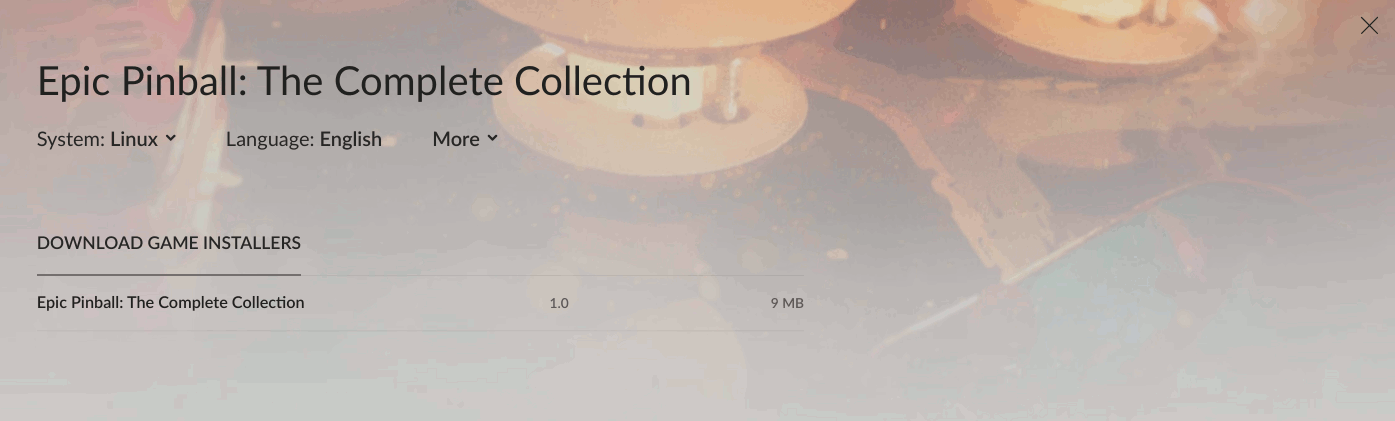 Epic Pinball: The Complete Collection
System: Linux Language: English More
DOWNLOAD GAME INSTALLERS
Epic Pinball: The Complete Collection 1.0 9 MB